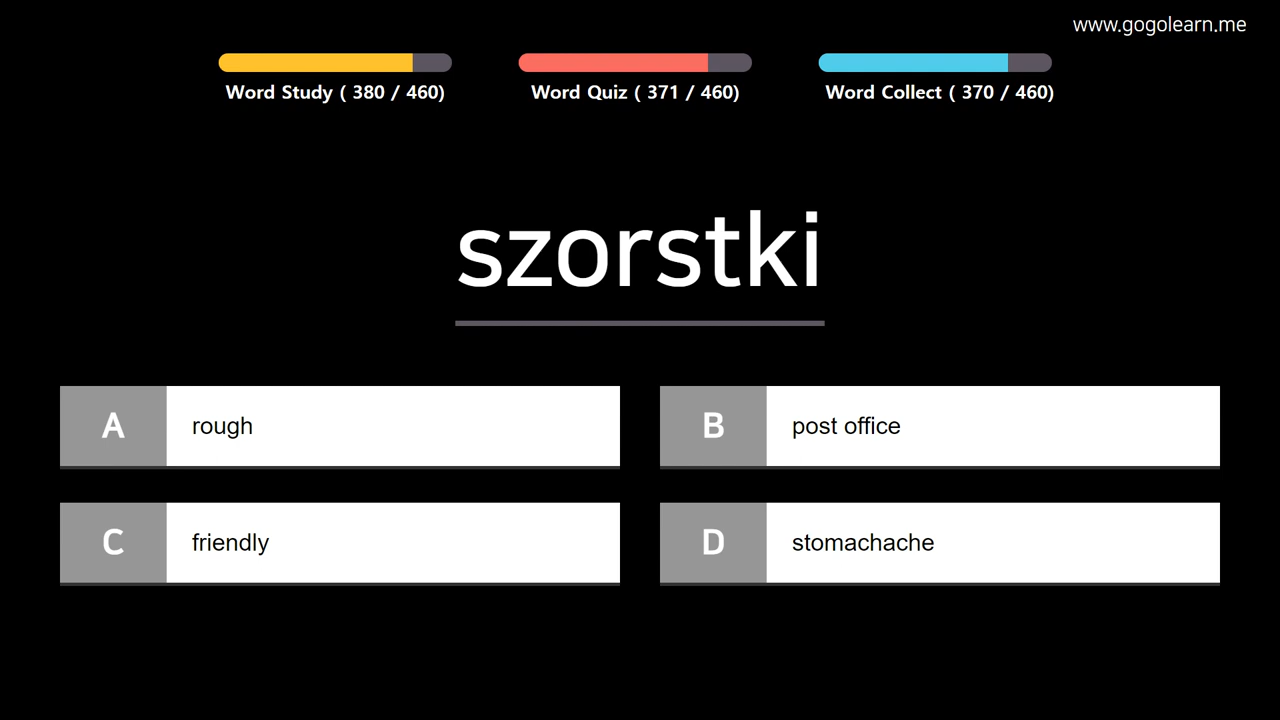 www.gogolearn.me
Word Study ( 380 / 460)
Word Quiz ( 371 / 460)
Word Collect ( 370 / 460)
szorstki
A rough
B post office
C friendly
D stomachache